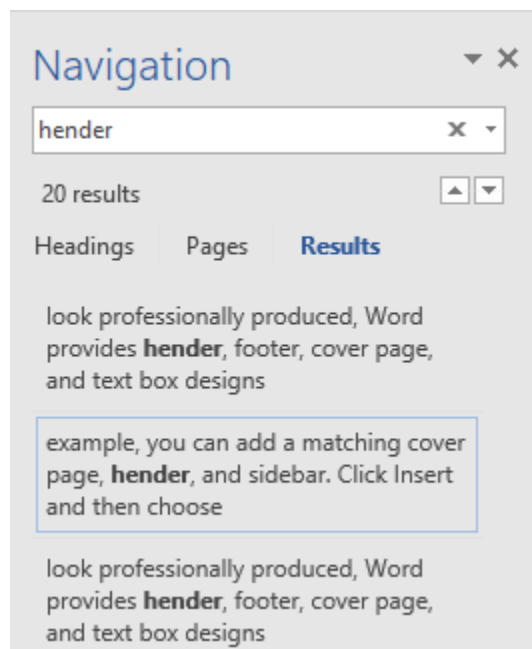 Navigation
hender
20 results
Headings Pages Results
look professionally produced, Word
provides hender, footer, cover page,
and text box designs
example, you can add a matching cover
page, hender, and sidebar. Click Insert
and then choose
look professionally produced, Word
provides hender, footer, cover page,
and text box designs